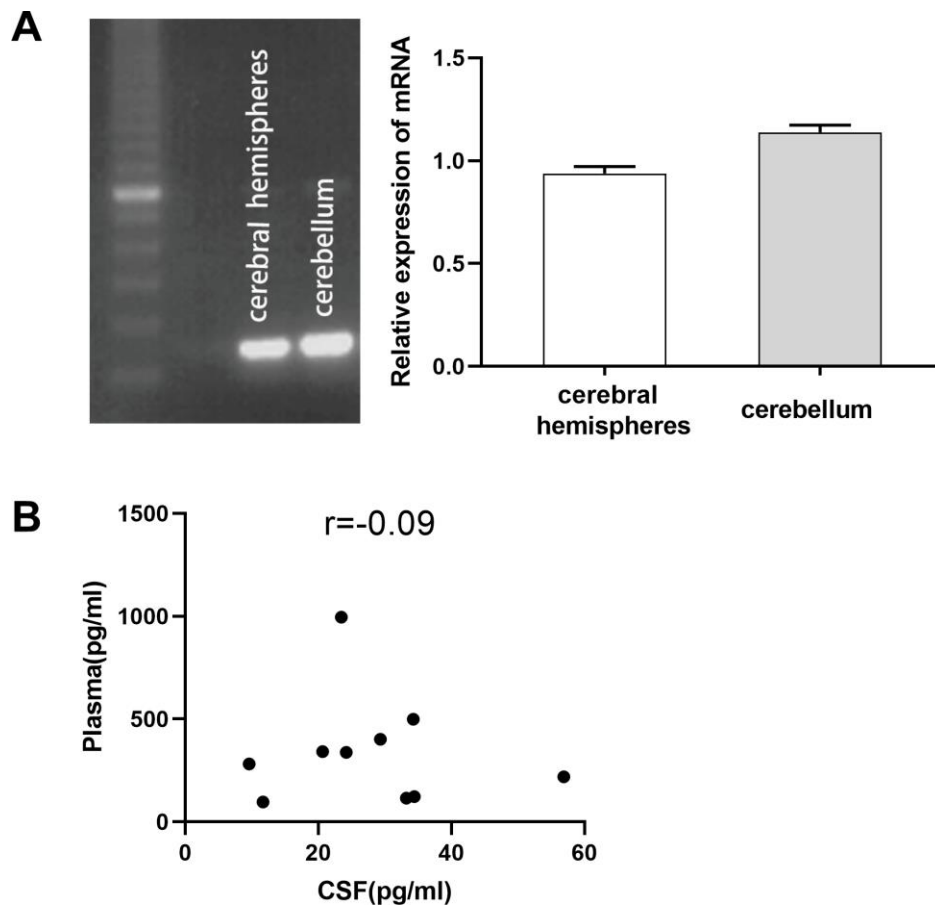 A
cerebral hemispheres
cerebellum
Relative expression of mRNA
1.5
1.0
0.5
0.0
cerebral
hemispheres
cerebellum
B
r=-0.09
Plasma(pg/ml)
1500
1000
500
0
0
20
40
60
CSF(pg/ml)